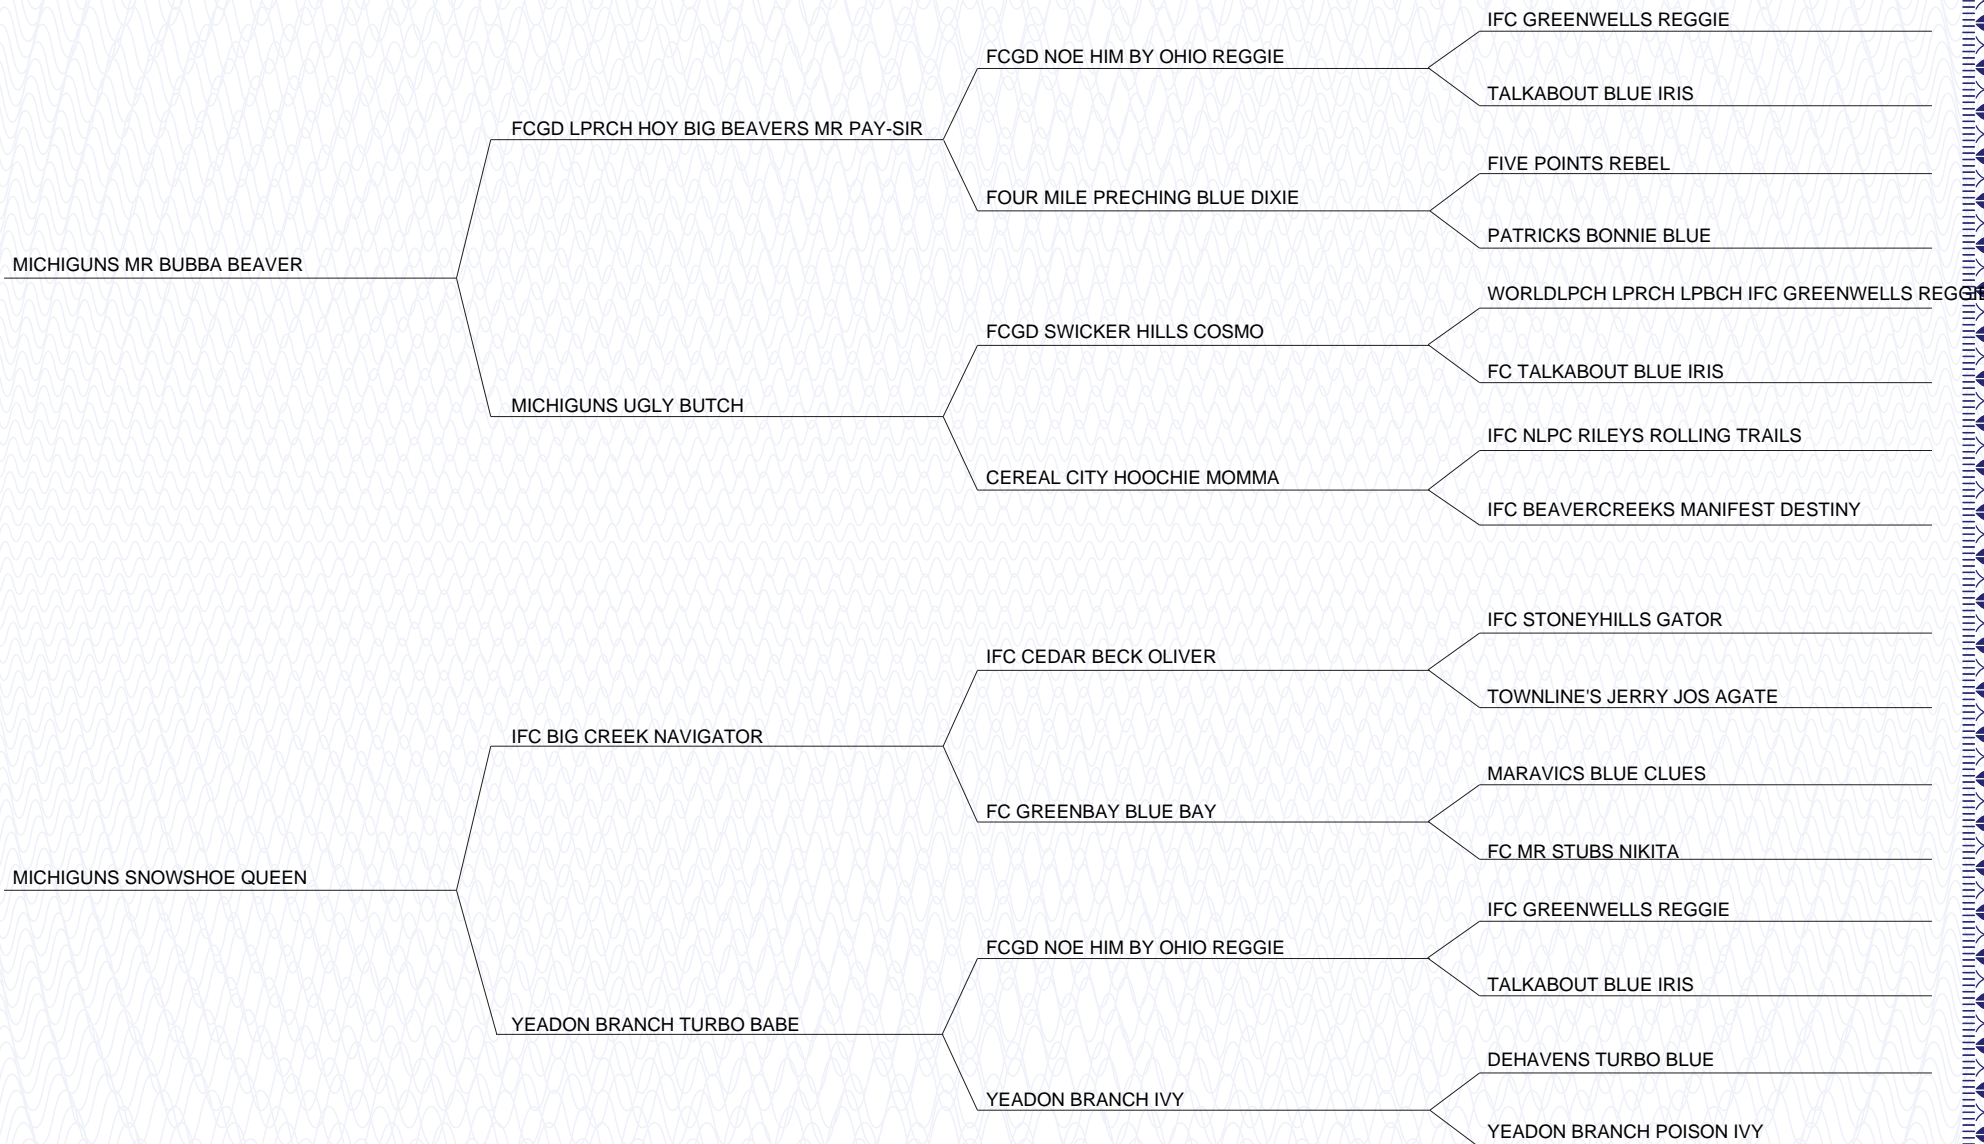 IFC GREENWELLS REGGIE
FCGD NOE HIM BY OHIO REGGIE
TALKABOUT BLUE IRIS
FCGD LPRCH HOY BIG BEAVERS MR PAY-SIR
FIVE POINTS REBEL
FOUR MILE PRECHING BLUE DIXIE
PATRICKS BONNIE BLUE
MICHIGUNS MR BUBBA BEAVER
WORLDLPCH LPRCH LPBCH IFC GREENWELLS REGGIE
FCGD SWICKER HILLS COSMO
FC TALKABOUT BLUE IRIS
MICHIGUNS UGLY BUTCH
IFC NLPC RILEYS ROLLING TRAILS
CEREAL CITY HOOCHIE MOMMA
IFC BEAVERCREEKS MANIFEST DESTINY
IFC STONEYHILLS GATOR
IFC CEDAR BECK OLIVER
TOWNLINE'S JERRY JOS AGATE
IFC BIG CREEK NAVIGATOR
MARAVICS BLUE CLUES
FC GREENBAY BLUE BAY
FC MR STUBS NIKITA
MICHIGUNS SNOWSHOE QUEEN
IFC GREENWELLS REGGIE
FCGD NOE HIM BY OHIO REGGIE
TALKABOUT BLUE IRIS
YEADON BRANCH TURBO BABE
DEHAVENS TURBO BLUE
YEADON BRANCH IVY
YEADON BRANCH POISON IVY